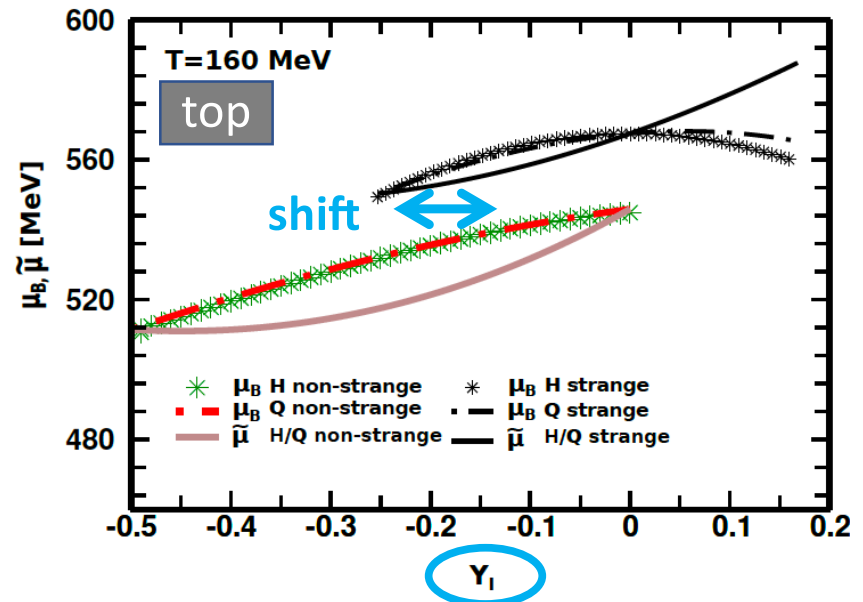 600
T=160 MeV
top
560
μB, μ̃ [MeV]
shift
520
μB H non-strange
μB Q non-strange
μ̃ H/Q non-strange
μB H strange
μB Q strange
μ̃ H/Q strange
480
-0.5 -0.4 -0.3 -0.2 -0.1 0 0.1 0.2
YI